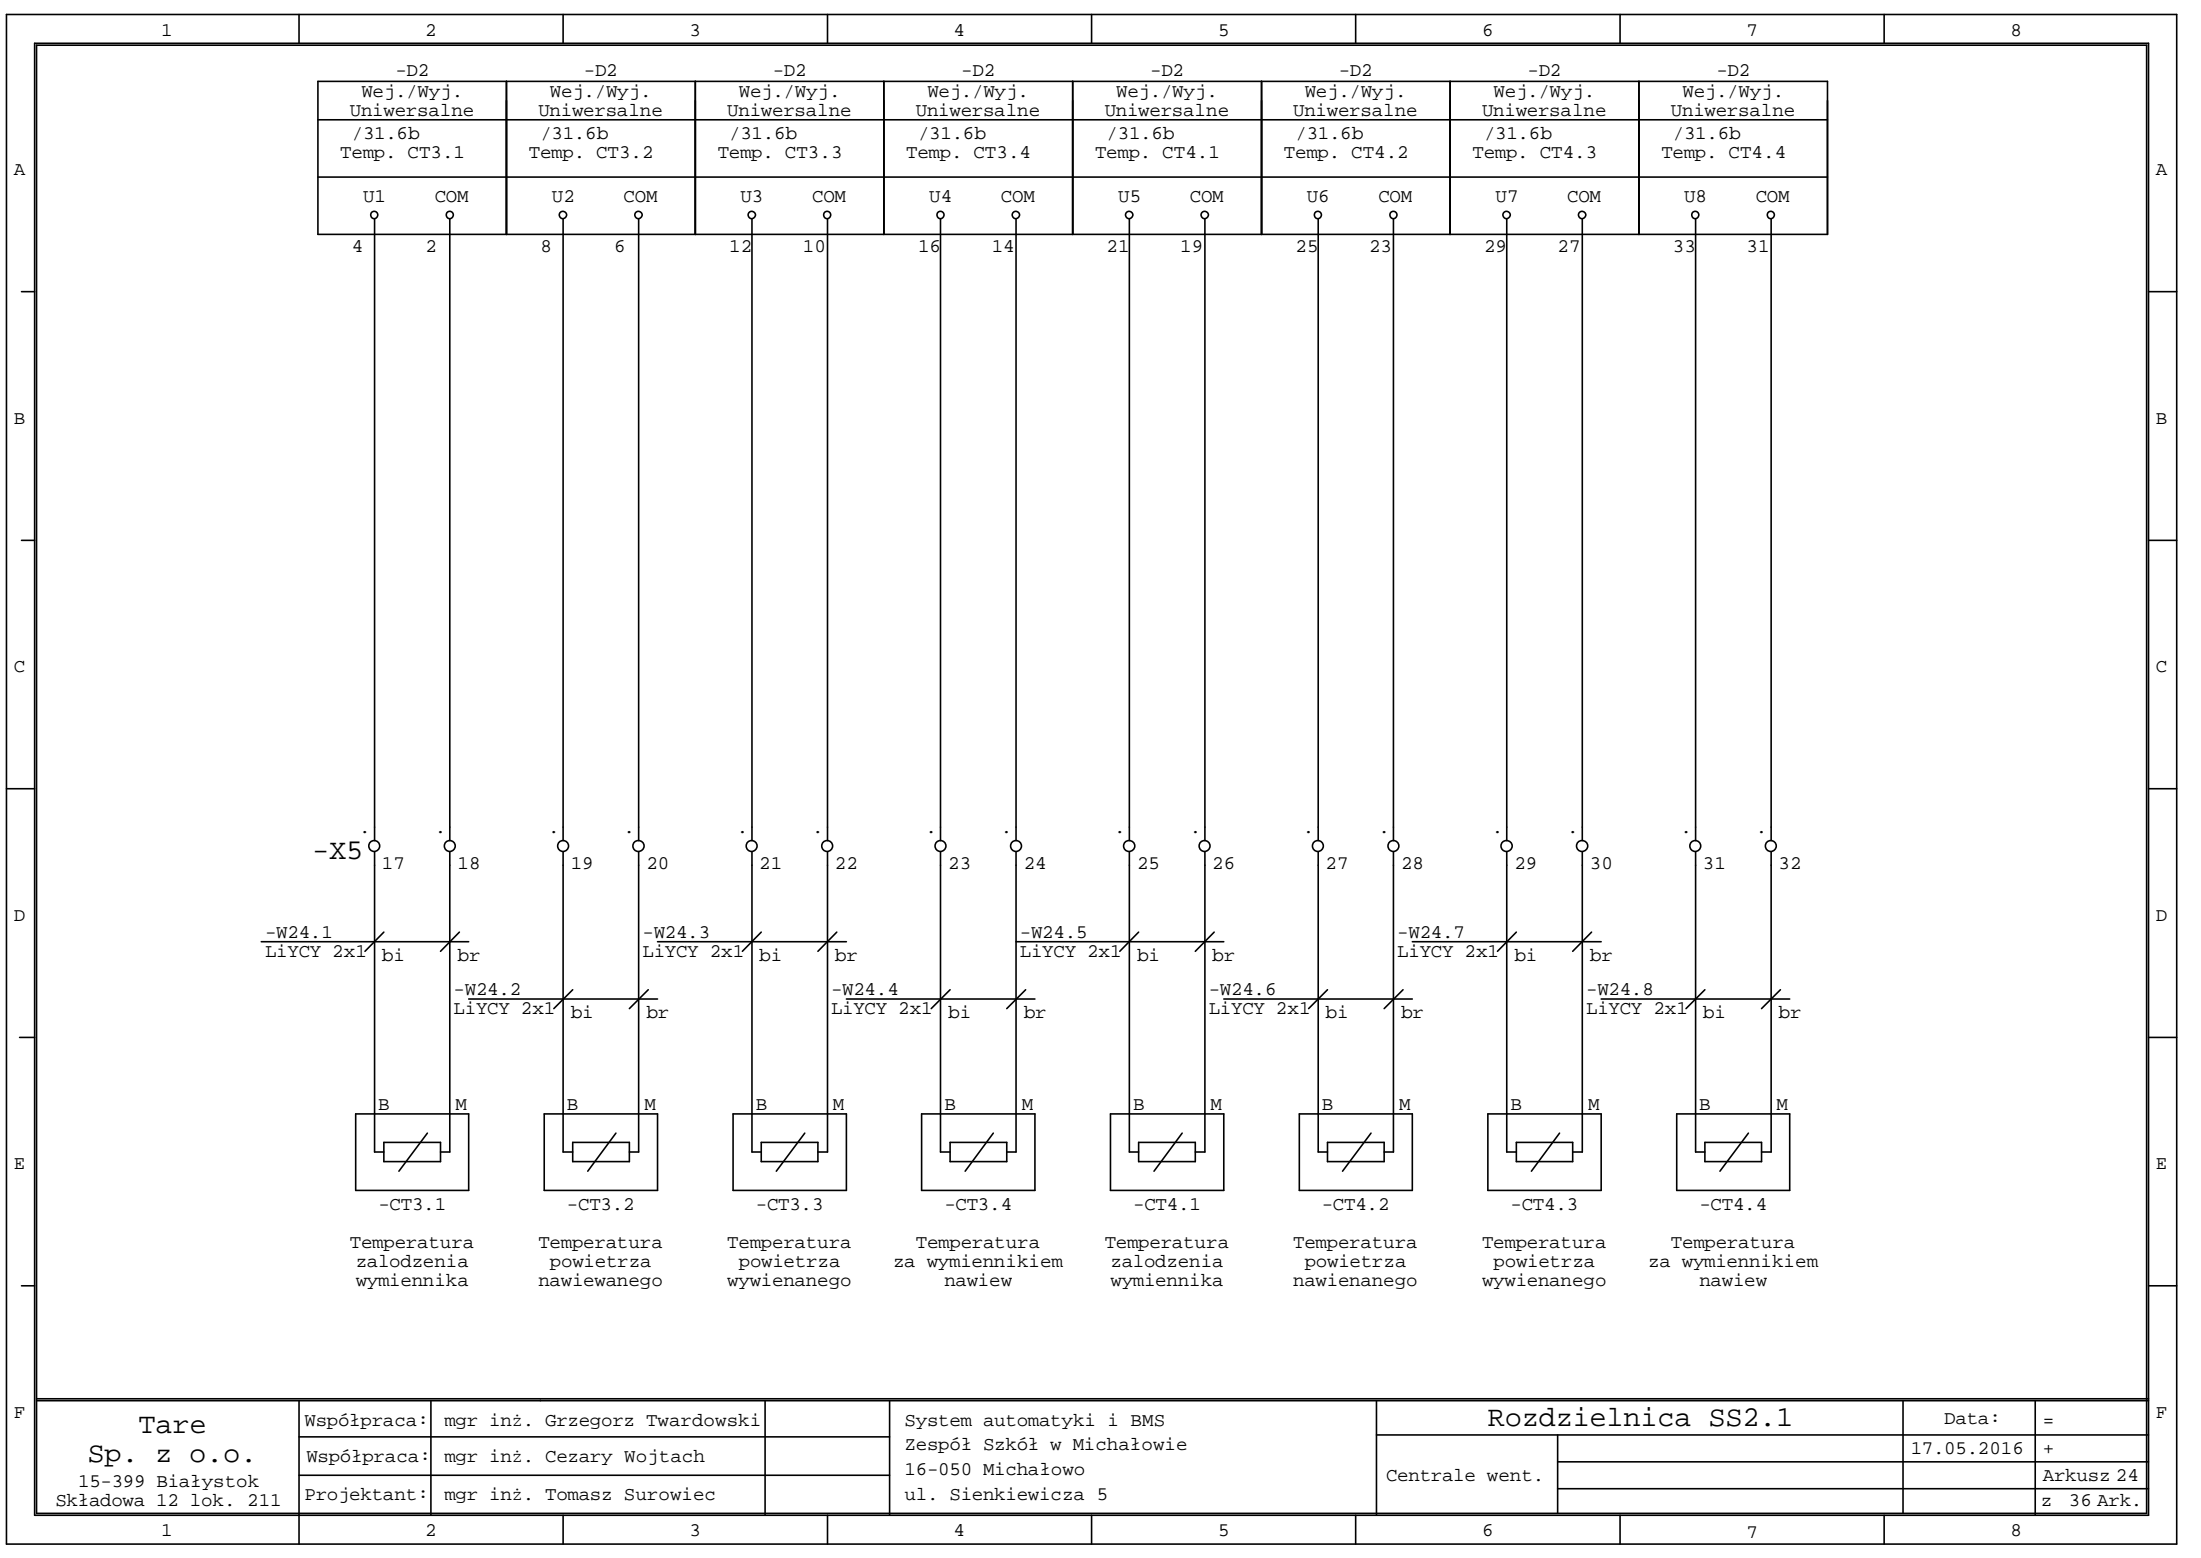 1 2 3 4 5 6 7 8
-D2 -D2 -D2 -D2 -D2 -D2 -D2 -D2
Wej./Wyj. Wej./Wyj. Wej./Wyj. Wej./Wyj. Wej./Wyj. Wej./Wyj. Wej./Wyj. Wej./Wyj.
Uniwersalne Uniwersalne Uniwersalne Uniwersalne Uniwersalne Uniwersalne Uniwersalne Uniwersalne
/31.6b /31.6b /31.6b /31.6b /31.6b /31.6b /31.6b /31.6b
Temp. CT3.1 Temp. CT3.2 Temp. CT3.3 Temp. CT3.4 Temp. CT4.1 Temp. CT4.2 Temp. CT4.3 Temp. CT4.4
A A
U1 COM U2 COM U3 COM U4 COM U5 COM U6 COM U7 COM U8 COM
4 2 8 6 12 10 16 14 21 19 25 23 29 27 33 31
B B
C C
-X5 17 18 19 20 21 22 23 24 25 26 27 28 29 30 31 32
D D
-W24.1 -W24.3 -W24.5 -W24.7
LiYCY 2x1 bi br LiYCY 2x1 bi br LiYCY 2x1 bi br LiYCY 2x1 bi br
-W24.2 -W24.4 -W24.6 -W24.8
LiYCY 2x1 bi br LiYCY 2x1 bi br LiYCY 2x1 bi br LiYCY 2x1 bi br
B M B M B M B M B M B M B M B M
E E
-CT3.1 -CT3.2 -CT3.3 -CT3.4 -CT4.1 -CT4.2 -CT4.3 -CT4.4
Temperatura Temperatura Temperatura Temperatura Temperatura Temperatura Temperatura Temperatura
zalodzenia powietrza powietrza za wymiennikiem zalodzenia powietrza powietrza za wymiennikiem
wymiennika nawiewanego wywienanego nawiew wymiennika nawienanego wywienanego nawiew
F F
Tare
Sp. z o.o.
15-399 Białystok
Składowa 12 lok. 211
Współpraca: mgr inż. Grzegorz Twardowski
Współpraca: mgr inż. Cezary Wojtach
Projektant: mgr inż. Tomasz Surowiec
System automatyki i BMS
Zespół Szkół w Michałowie
16-050 Michałowo
ul. Sienkiewicza 5
Rozdzielnica SS2.1
Centrale went.
Data: =
17.05.2016 +
Arkusz 24
z 36 Ark.
1 2 3 4 5 6 7 8